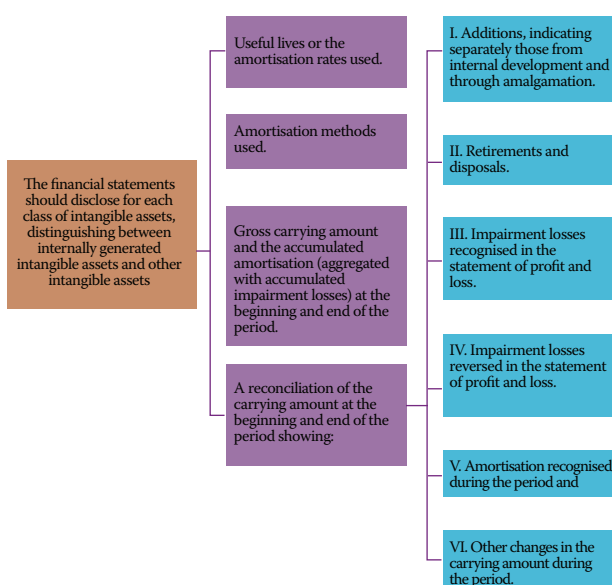 The financial statements
should disclose for each
class of intangible assets,
distinguishing between
internally generated
intangible assets and other
intangible assets
Useful lives or the
amortisation rates used.
Amortisation methods
used.
Gross carrying amount
and the accumulated
amortisation (aggregated
with accumulated
impairment losses) at the
beginning and end of the
period.
A reconciliation of the
carrying amount at the
beginning and end of the
period showing:
I. Additions, indicating
separately those from
internal development and
through amalgamation.
II. Retirements and
disposals.
III. Impairment losses
recognised in the
statement of profit and
loss.
IV. Impairment losses
reversed in the statement
of profit and loss.
V. Amortisation recognised
during the period and
VI. Other changes in the
carrying amount during
the period.